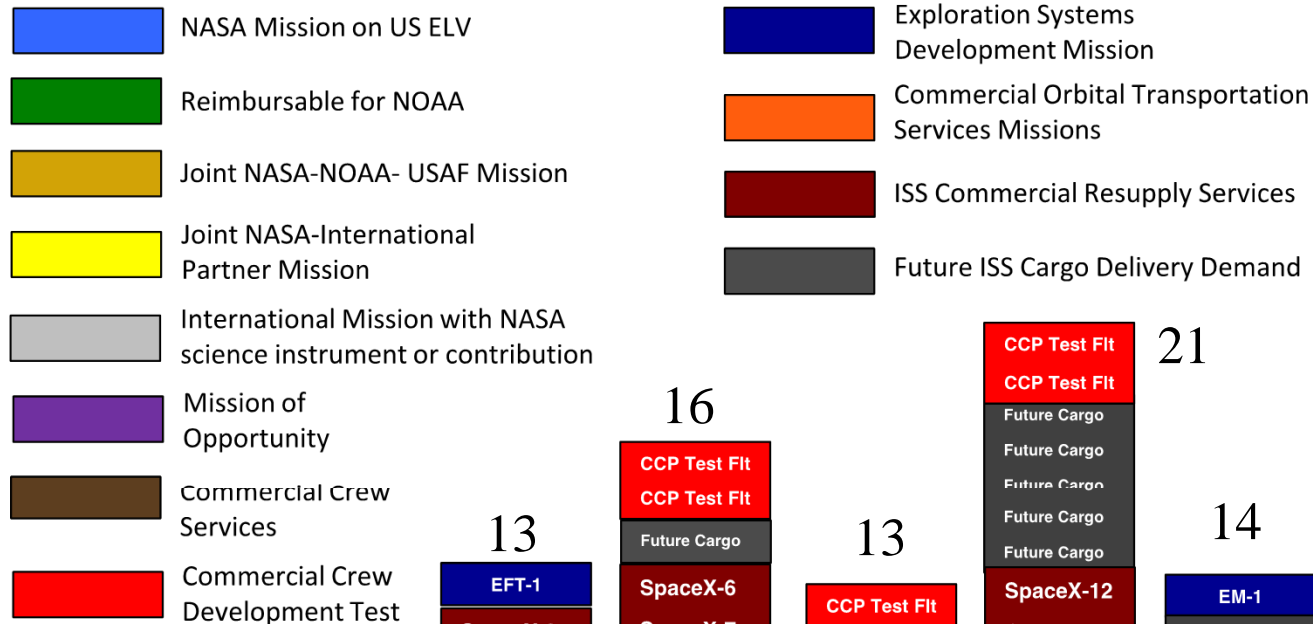 NASA Mission on US ELV
Reimbursable for NOAA
Joint NASA-NOAA- USAF Mission
Joint NASA-International
Partner Mission
International Mission with NASA
science instrument or contribution
Mission of
Opportunity
Commercial Crew
Services
Commercial Crew
Development Test
Exploration Systems
Development Mission
Commercial Orbital Transportation
Services Missions
ISS Commercial Resupply Services
Future ISS Cargo Delivery Demand
13
EFT-1
16
CCP Test Flt
CCP Test Flt
Future Cargo
SpaceX-6
13
CCP Test Flt
21
CCP Test Flt
CCP Test Flt
Future Cargo
Future Cargo
Future Cargo
Future Cargo
Future Cargo
SpaceX-12
14
EM-1